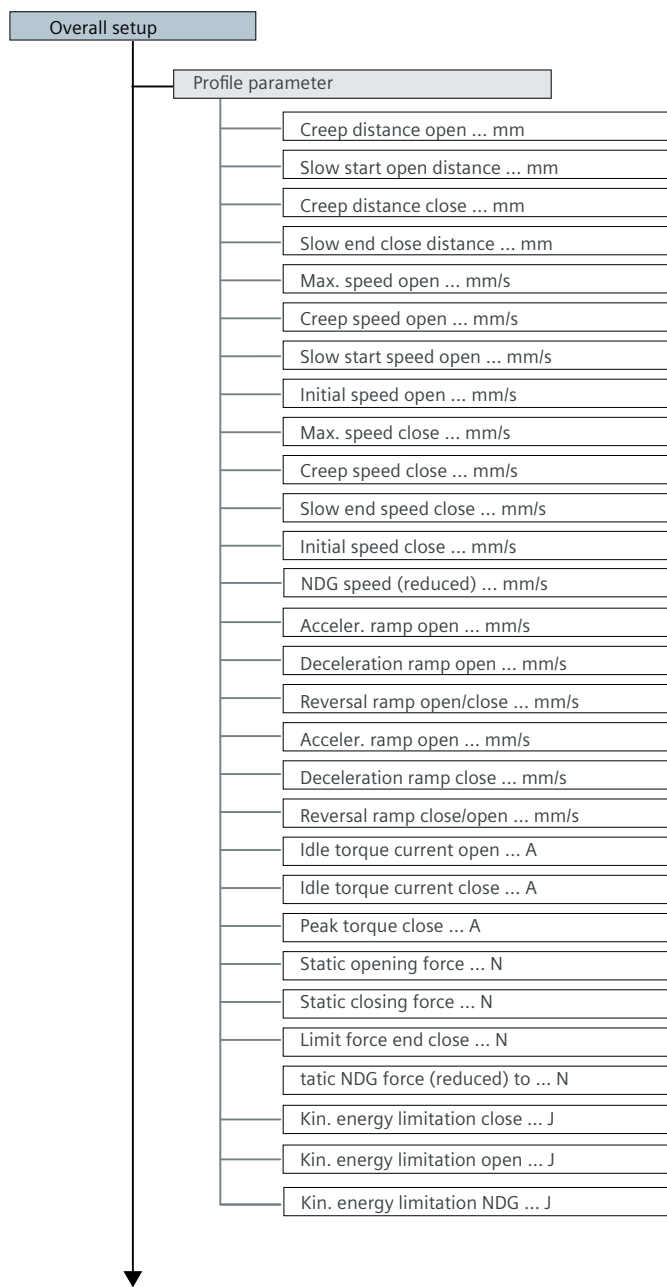 Overall setup
Profile parameter
Creep distance open ... mm
Slow start open distance ... mm
Creep distance close ... mm
Slow end close distance ... mm
Max. speed open ... mm/s
Creep speed open ... mm/s
Slow start speed open ... mm/s
Initial speed open ... mm/s
Max. speed close ... mm/s
Creep speed close ... mm/s
Slow end speed close ... mm/s
Initial speed close ... mm/s
NDG speed (reduced) ... mm/s
Acceler. ramp open ... mm/s
Deceleration ramp open ... mm/s
Reversal ramp open/close ... mm/s
Acceler. ramp open ... mm/s
Deceleration ramp close ... mm/s
Reversal ramp close/open ... mm/s
Idle torque current open ... A
Idle torque current close ... A
Peak torque close ... A
Static opening force ... N
Static closing force ... N
Limit force end close ... N
tatic NDG force (reduced) to ... N
Kin. energy limitation close ... J
Kin. energy limitation open ... J
Kin. energy limitation NDG ... J